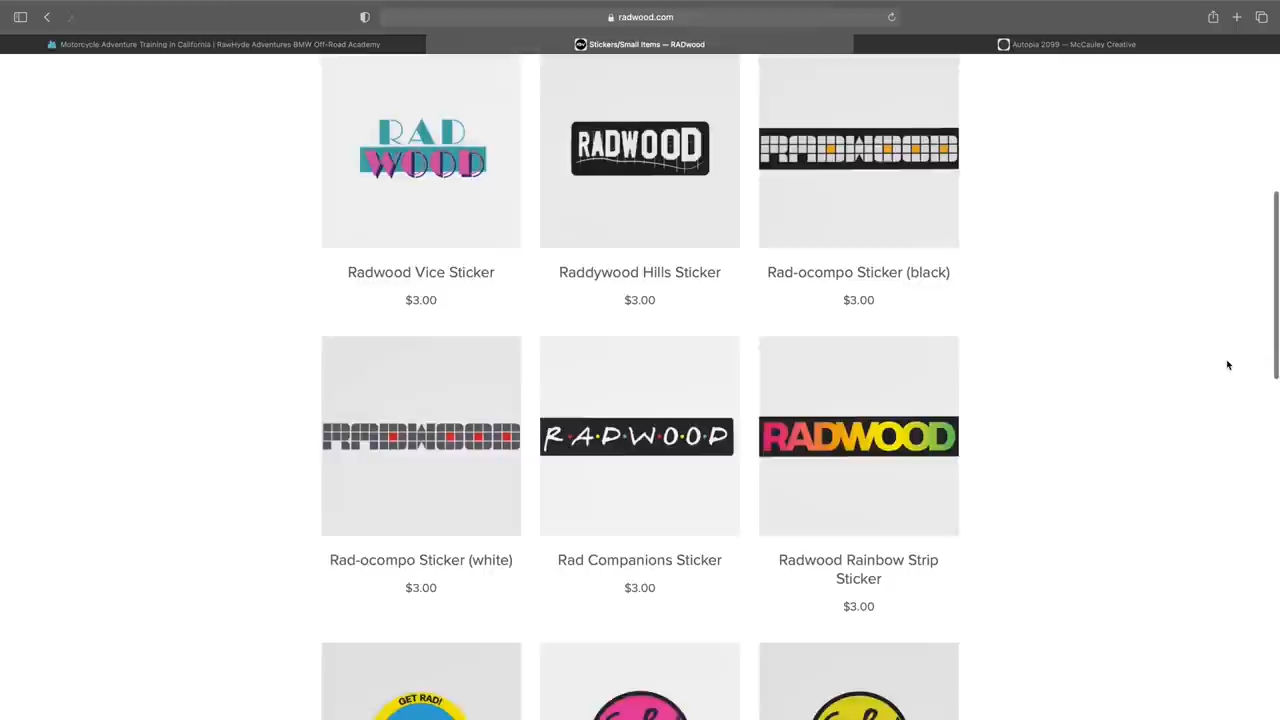 radwood.com
Motorcycle Adventure Training in California | RawHyde Adventures BMW Off-Road Academy
Stickers/Small Items — RADwood
Autopia 2099 — McCauley Creative
RAD
WOOD
RADWOOD
RADWOOD
Radwood Vice Sticker
Raddywood Hills Sticker
Rad-ocompo Sticker (black)
$3.00
$3.00
$3.00
RADWOOD
R·A·D·W·O·O·D
RADWOOD
Rad-ocompo Sticker (white)
Rad Companions Sticker
Radwood Rainbow Strip
Sticker
$3.00
$3.00
$3.00
GET RAD!